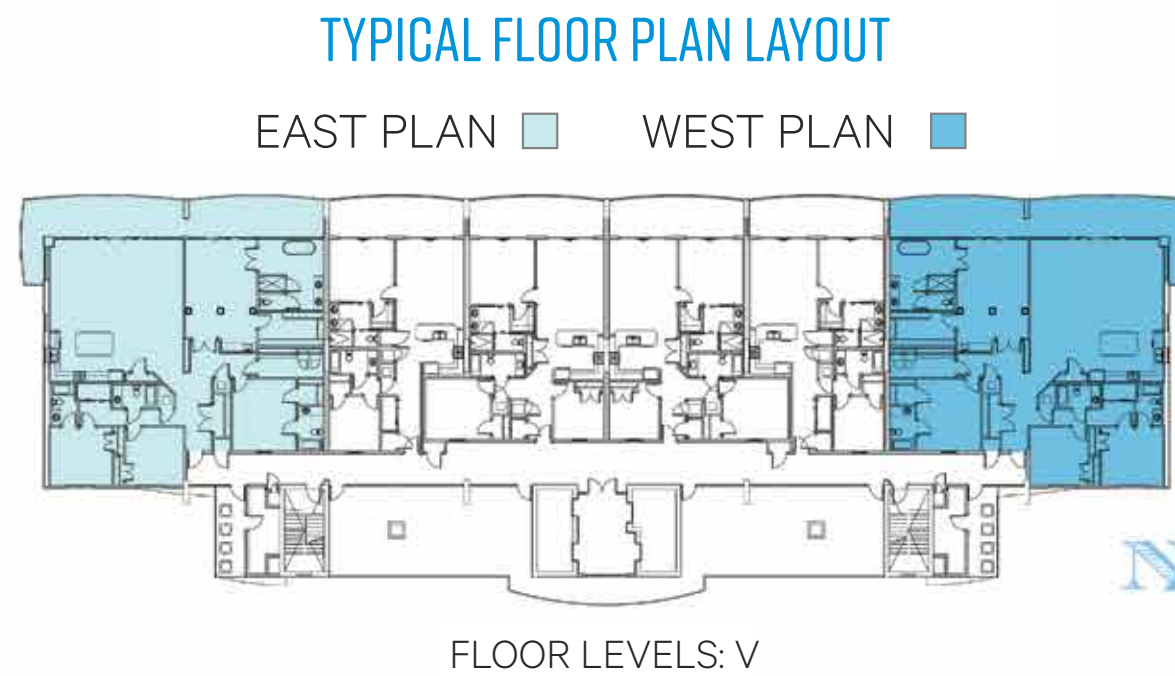 TYPICAL FLOOR PLAN LAYOUT
EAST PLAN WEST PLAN
N
FLOOR LEVELS: V